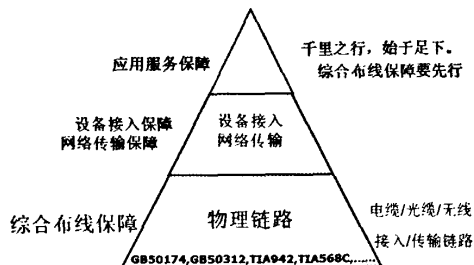 千里之行，始于足下。
应用服务保障
综合布线保障要先行
设备接入保障
网络传输保障
设备接入
网络传输
电缆/光缆/无线
综合布线保障
物理链路
接入/传输链路
GB50174,GB50312,TIA942,TIA568C,……